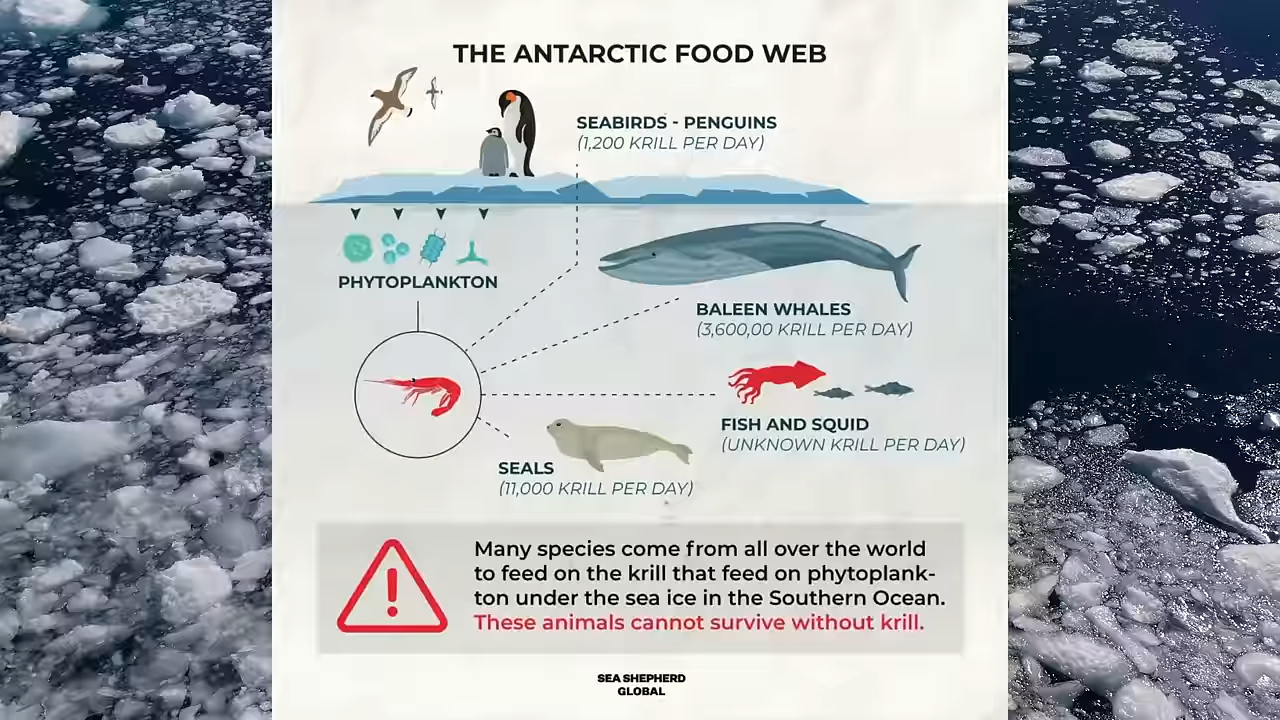 THE ANTARCTIC FOOD WEB
SEABIRDS - PENGUINS
(1,200 KRILL PER DAY)
PHYTOPLANKTON
BALEEN WHALES
(3,600,00 KRILL PER DAY)
FISH AND SQUID
(UNKNOWN KRILL PER DAY)
SEALS
(11,000 KRILL PER DAY)
Many species come from all over the world
to feed on the krill that feed on phytoplank-
ton under the sea ice in the Southern Ocean.
These animals cannot survive without krill.
SEA SHEPHERD
GLOBAL